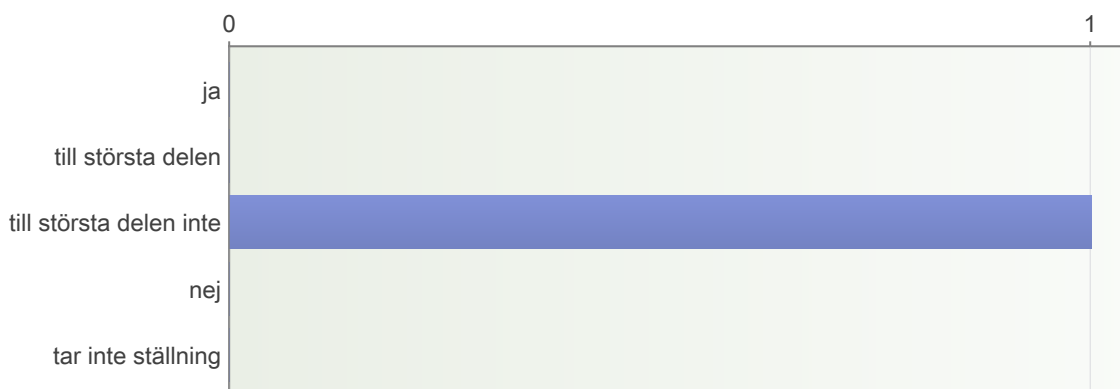 0 1
ja
till största delen
till största delen inte
nej
tar inte ställning